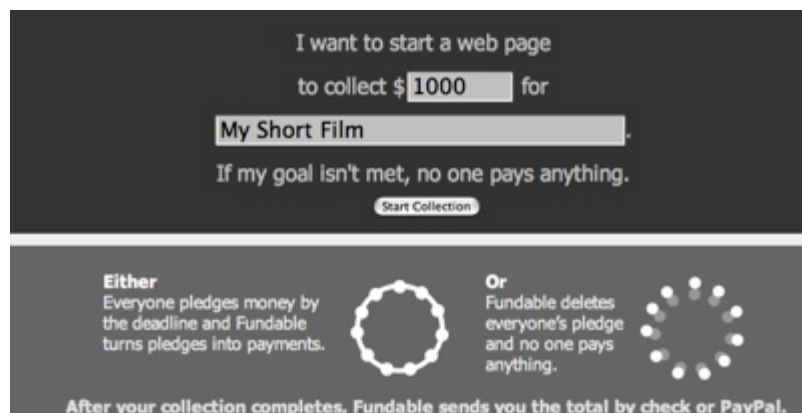 I want to start a web page
to collect $ 1000 for
My Short Film.
If my goal isn't met, no one pays anything.
Start Collection
Either
Everyone pledges money by
the deadline and Fundable
turns pledges into payments.
Or
Fundable deletes
everyone's pledge
and no one pays
anything.
After your collection completes, Fundable sends you the total by check or PayPal.